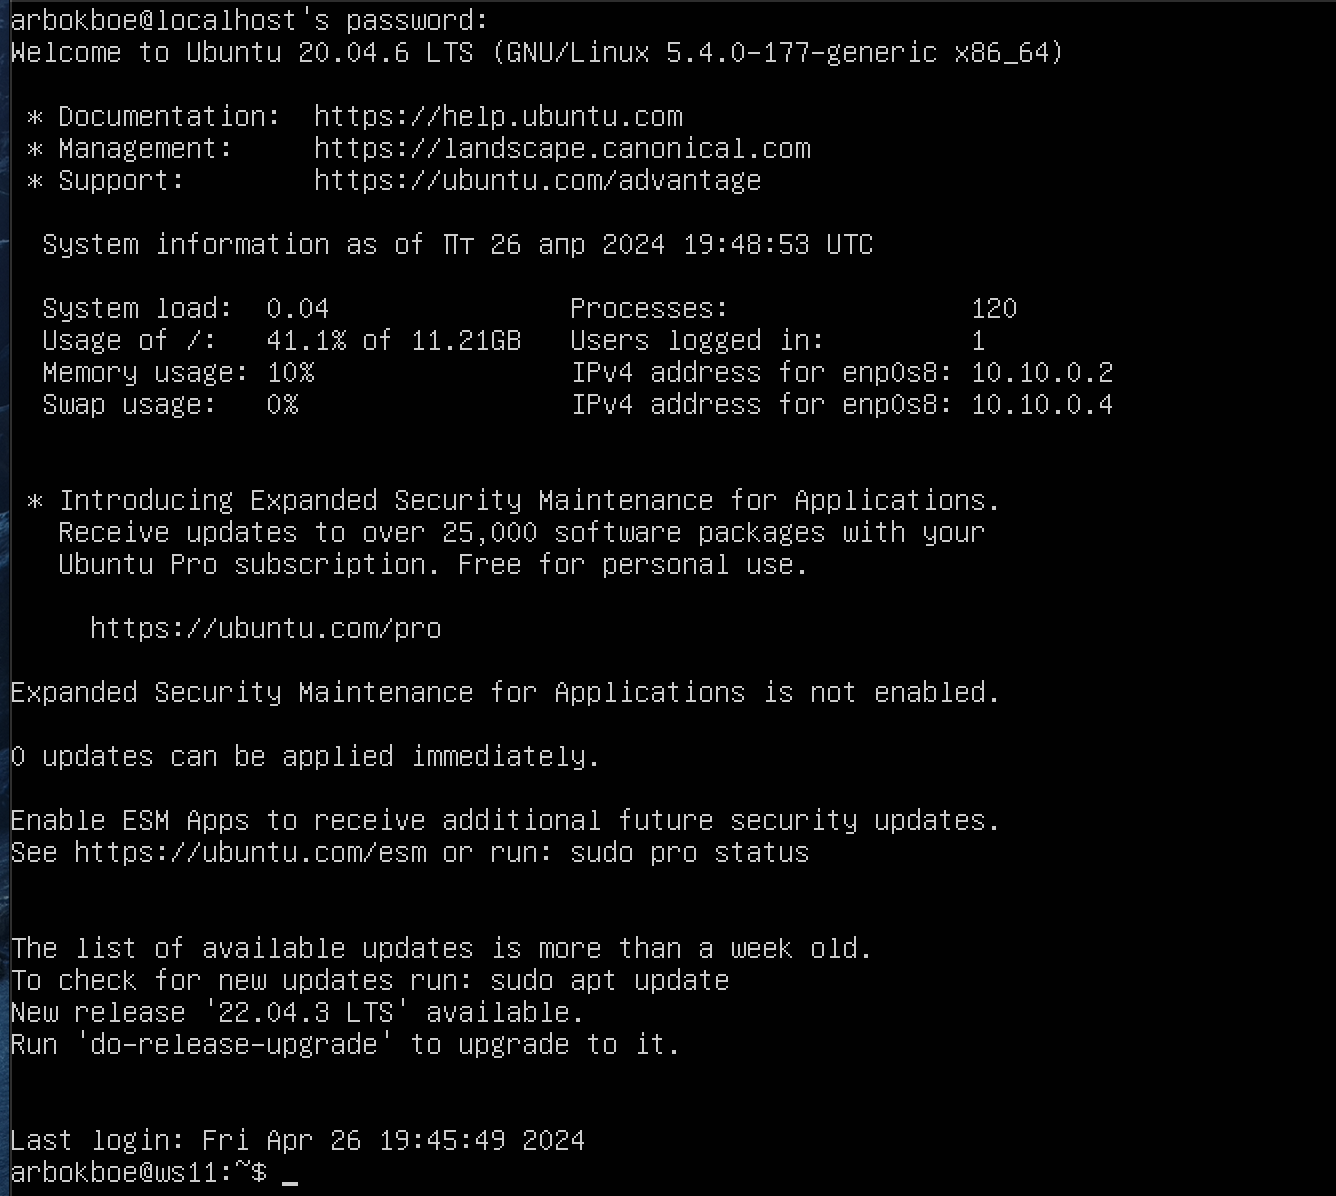 arbokboe@localhost's password:
Welcome to Ubuntu 20.04.6 LTS (GNU/Linux 5.4.0-177-generic x86_64)
* Documentation:  https://help.ubuntu.com
* Management:     https://landscape.canonical.com
* Support:        https://ubuntu.com/advantage
System information as of Пт 26 апр 2024 19:48:53 UTC
System load:  0.04               Processes:               120
Usage of /:   41.1% of 11.21GB   Users logged in:         1
Memory usage: 10%                IPv4 address for enp0s8: 10.10.0.2
Swap usage:   0%                 IPv4 address for enp0s8: 10.10.0.4
* Introducing Expanded Security Maintenance for Applications.
Receive updates to over 25,000 software packages with your
Ubuntu Pro subscription. Free for personal use.
https://ubuntu.com/pro
Expanded Security Maintenance for Applications is not enabled.
0 updates can be applied immediately.
Enable ESM Apps to receive additional future security updates.
See https://ubuntu.com/esm or run: sudo pro status
The list of available updates is more than a week old.
To check for new updates run: sudo apt update
New release '22.04.3 LTS' available.
Run 'do-release-upgrade' to upgrade to it.
Last login: Fri Apr 26 19:45:49 2024
arbokboe@ws11:~$ _